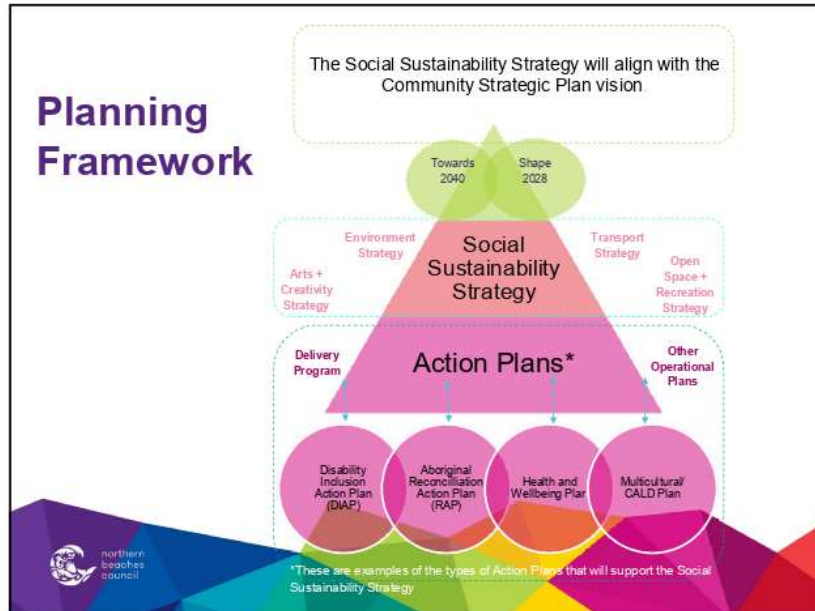 The Social Sustainability Strategy will align with the
Community Strategic Plan vision
Planning
Framework
Towards
2040
Shape
2028
Environment
Strategy
Arts +
Creativity
Strategy
Social
Sustainability
Strategy
Transport
Strategy
Open
Space +
Recreation
Strategy
Delivery
Program
Action Plans*
Other
Operational
Plans
Disability
Inclusion
Action Plan
(DIAP)
Aboriginal
Reconcilliation
Action Plan
(RAP)
Health and
Wellbeing Plan
Multicultural/
CALD Plan
northern
beaches
council
*These are examples of the types of Action Plans that will support the Social
Sustainability Strategy